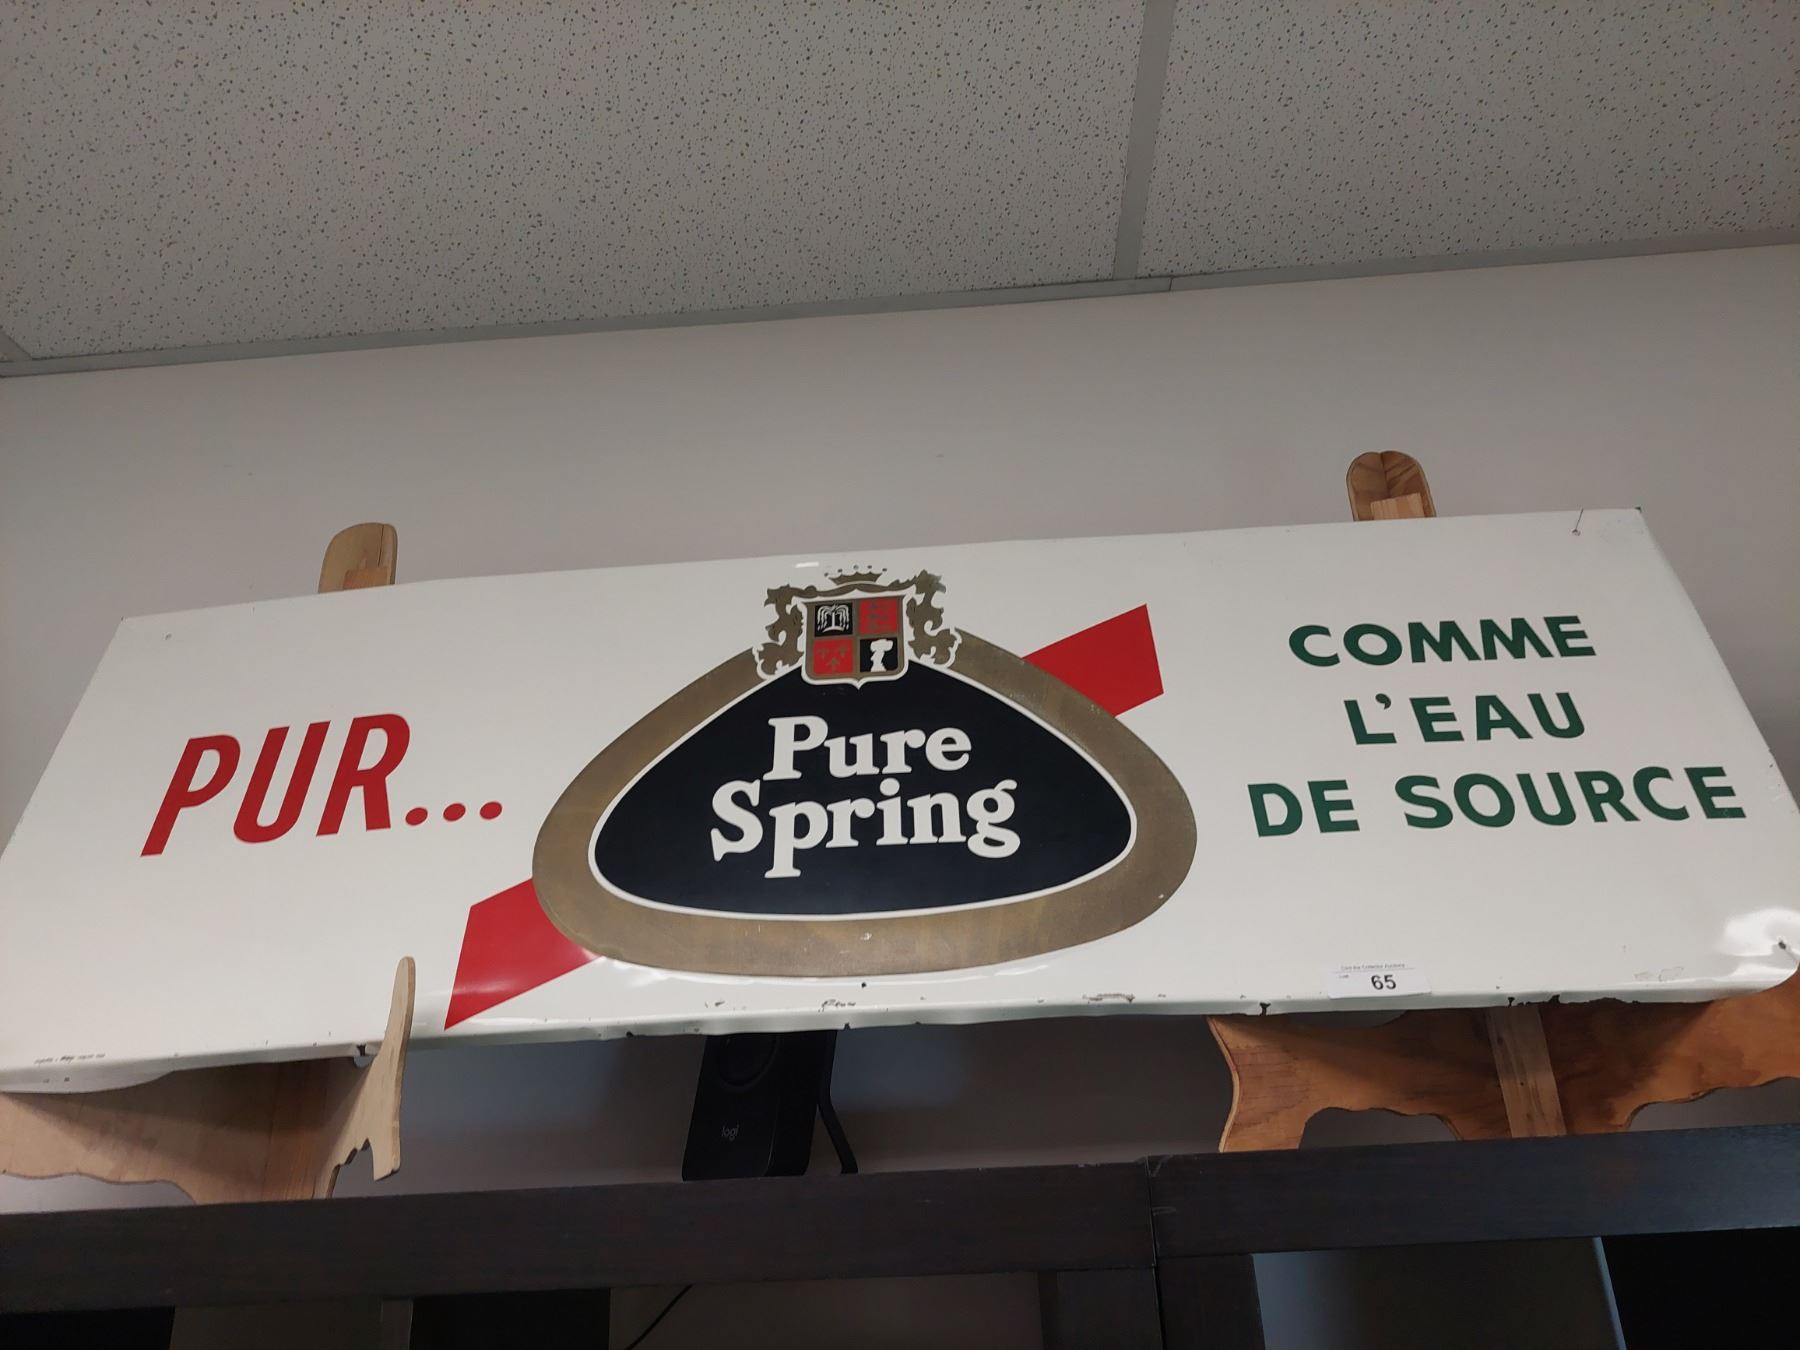 PUR...
Pure
Spring
COMME
L'EAU
DE SOURCE
65
logi